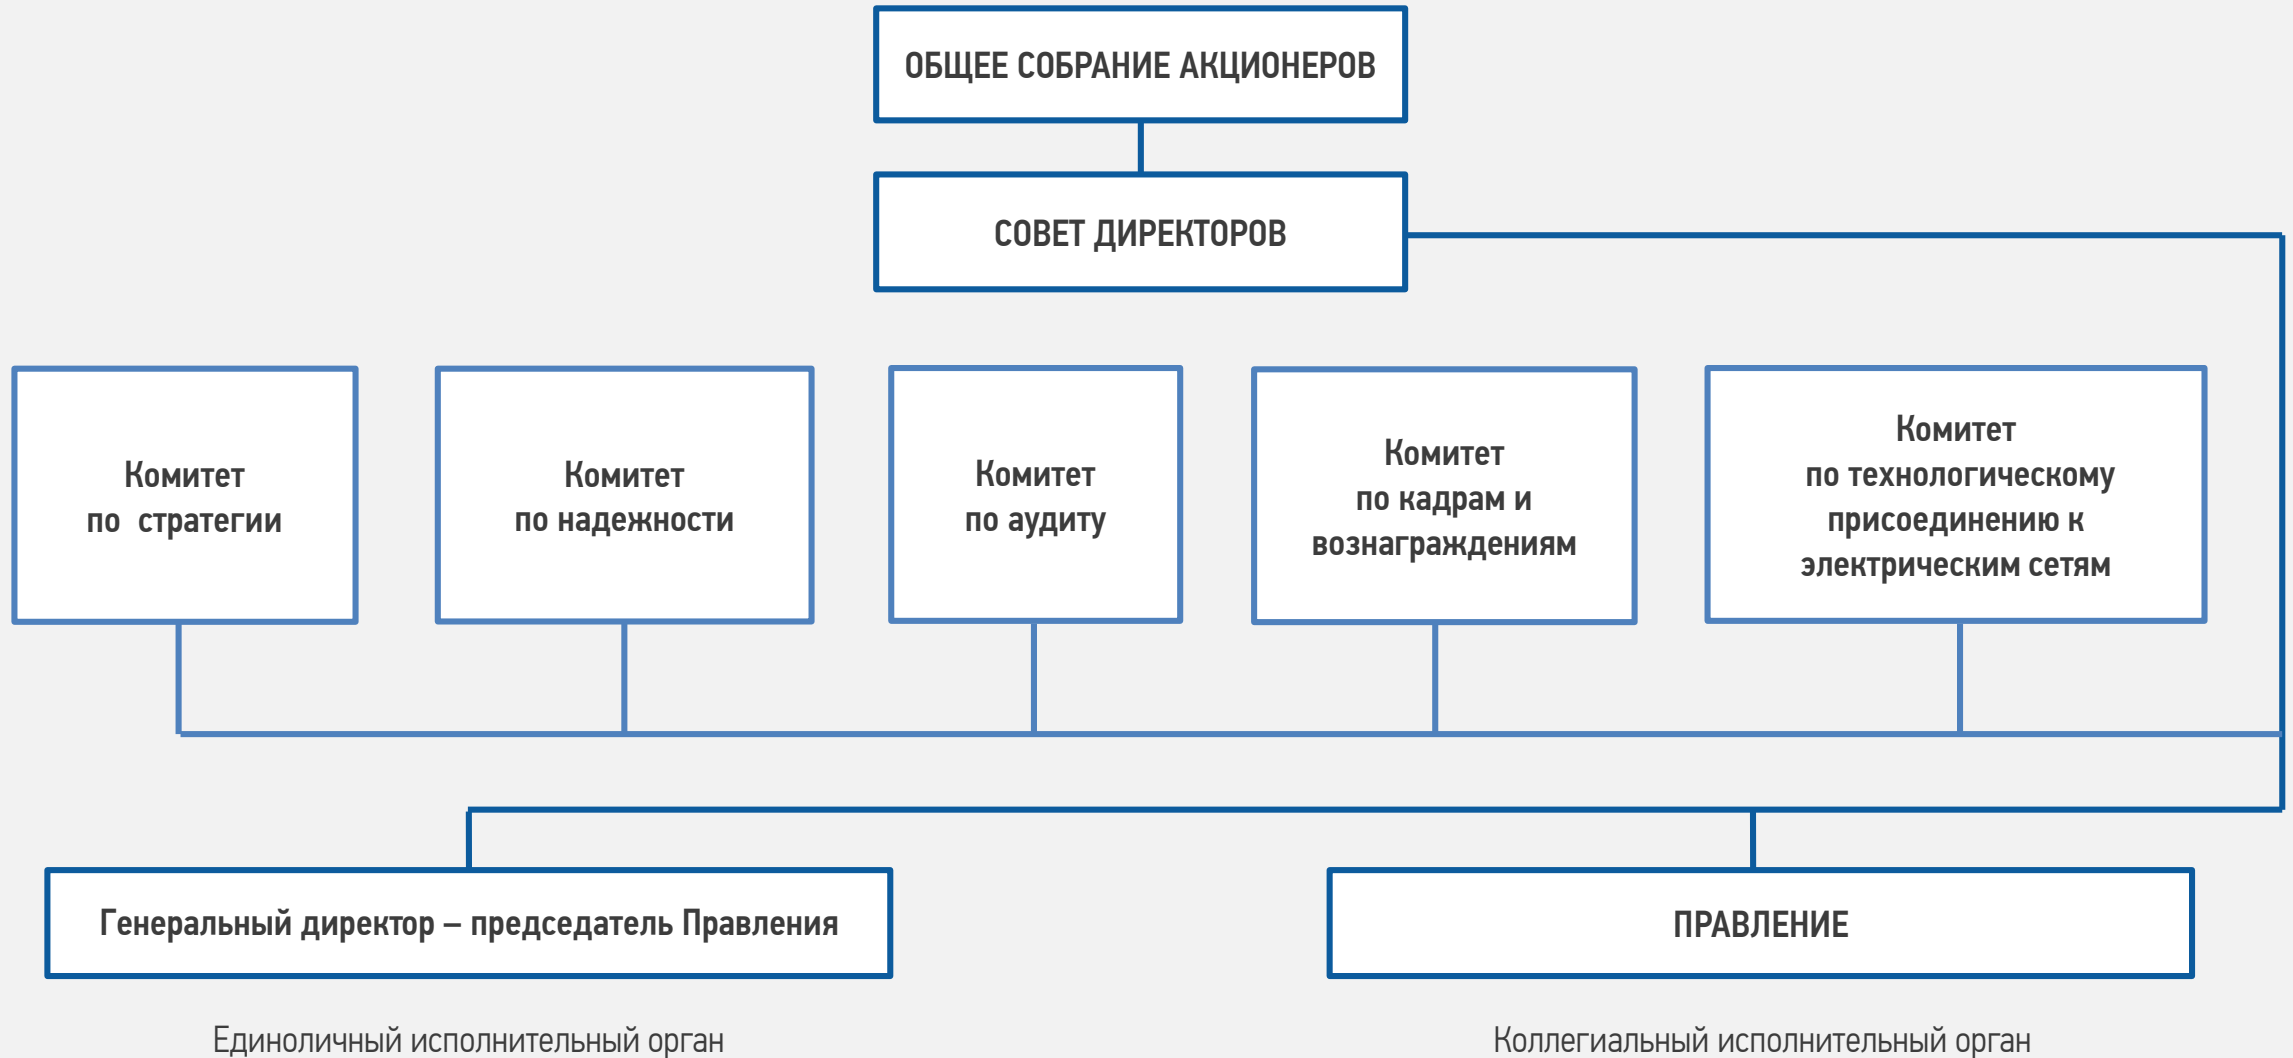 ОБЩЕЕ СОБРАНИЕ АКЦИОНЕРОВ
СОВЕТ ДИРЕКТОРОВ
Комитет
по стратегии
Комитет
по надежности
Комитет
по аудиту
Комитет
по кадрам и
вознаграждениям
Комитет
по технологическому
присоединению к
электрическим сетям
Генеральный директор – председатель Правления
ПРАВЛЕНИЕ
Единоличный исполнительный орган
Коллегиальный исполнительный орган